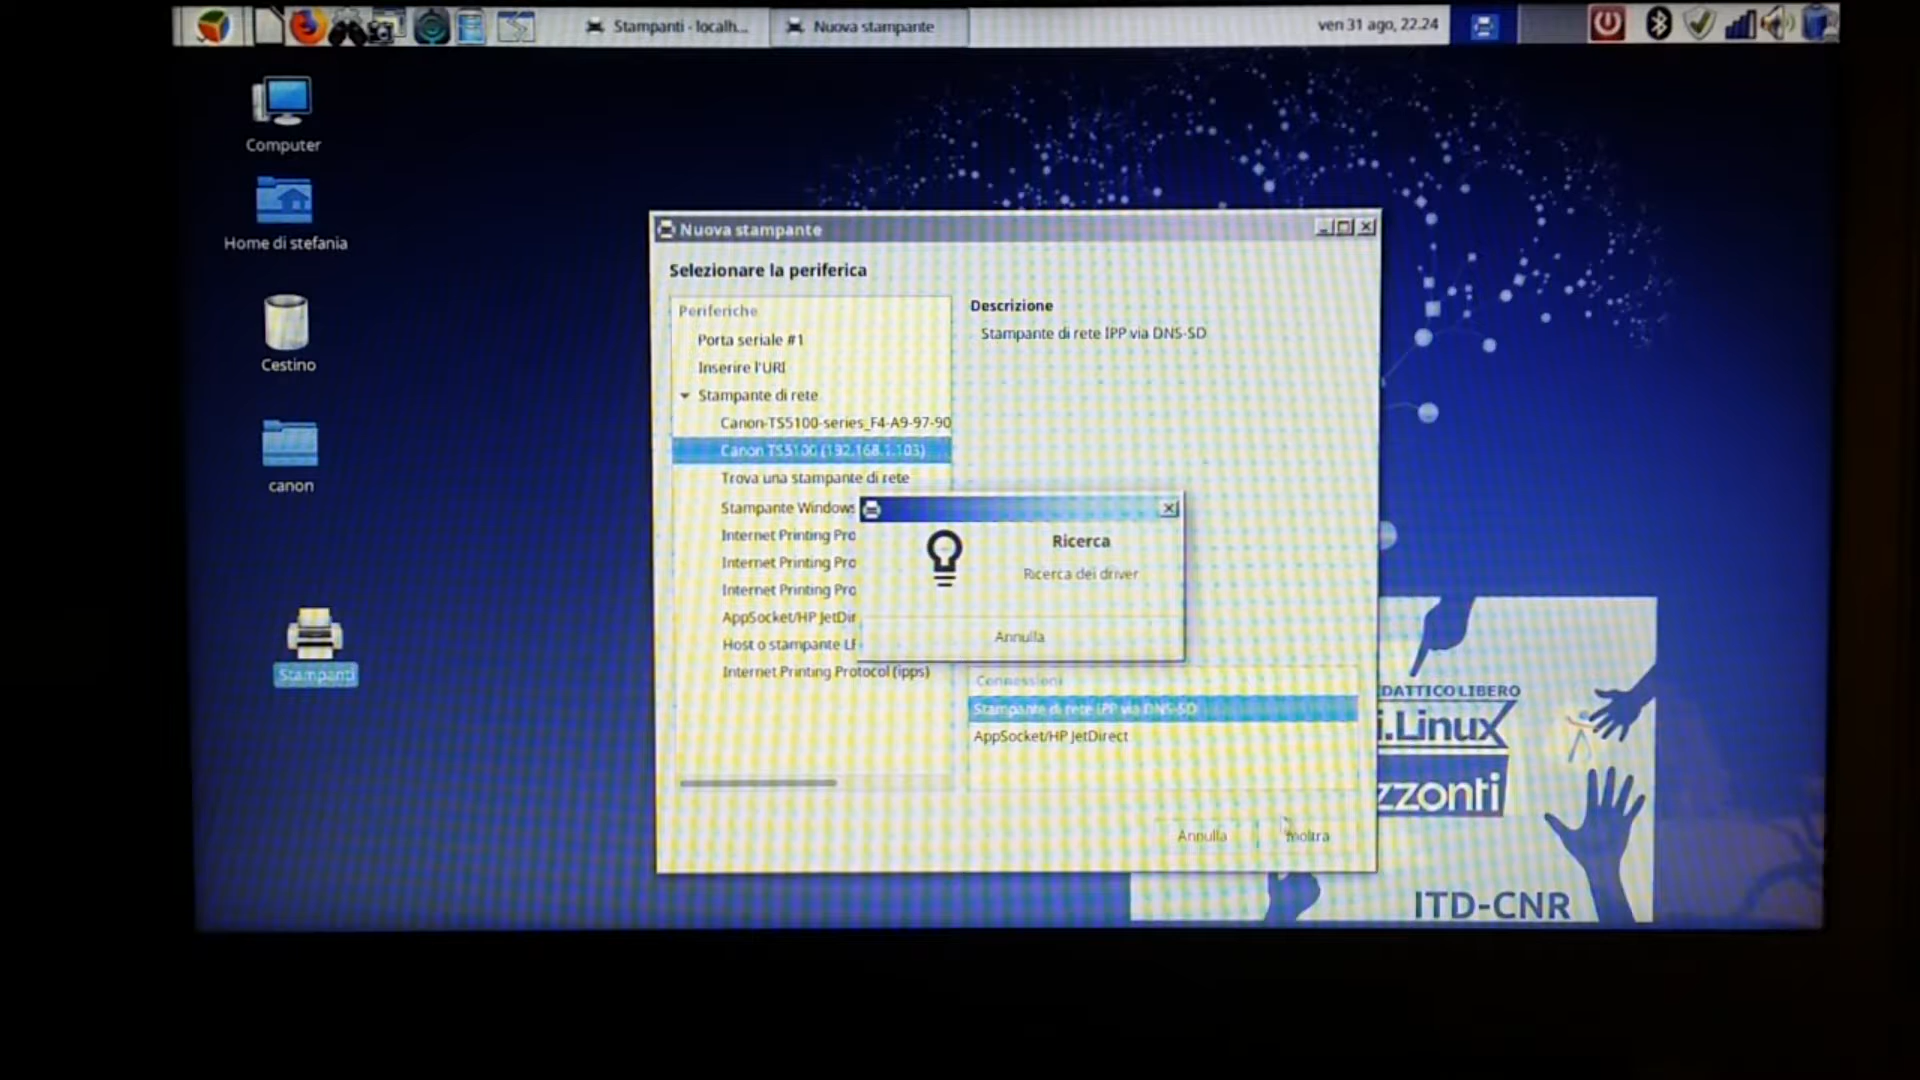 Stampanti - localh...
Nuova stampante
ven 31 ago, 22.24
Computer
Home di stefania
Cestino
canon
Stampanti
Nuova stampante
Selezionare la periferica
Periferiche
Porta seriale #1
Inserire l'URI
Stampante di rete
Canon-TS5100-series_F4-A9-97-90
Canon TS5100 (192.168.1.103)
Trova una stampante di rete
Stampante Windows
Internet Printing Pro
Internet Printing Pro
Internet Printing Pro
AppSocket/HP JetDir
Host o stampante LP
Internet Printing Protocol (ipps)
Descrizione
Stampante di rete IPP via DNS-SD
Ricerca
Ricerca dei driver
Annulla
Connessioni
Stampante di rete IPP via DNS-SD
AppSocket/HP JetDirect
Annulla
Inoltra
DATTICO LIBERO
i.Linux
zzonti
ITD-CNR